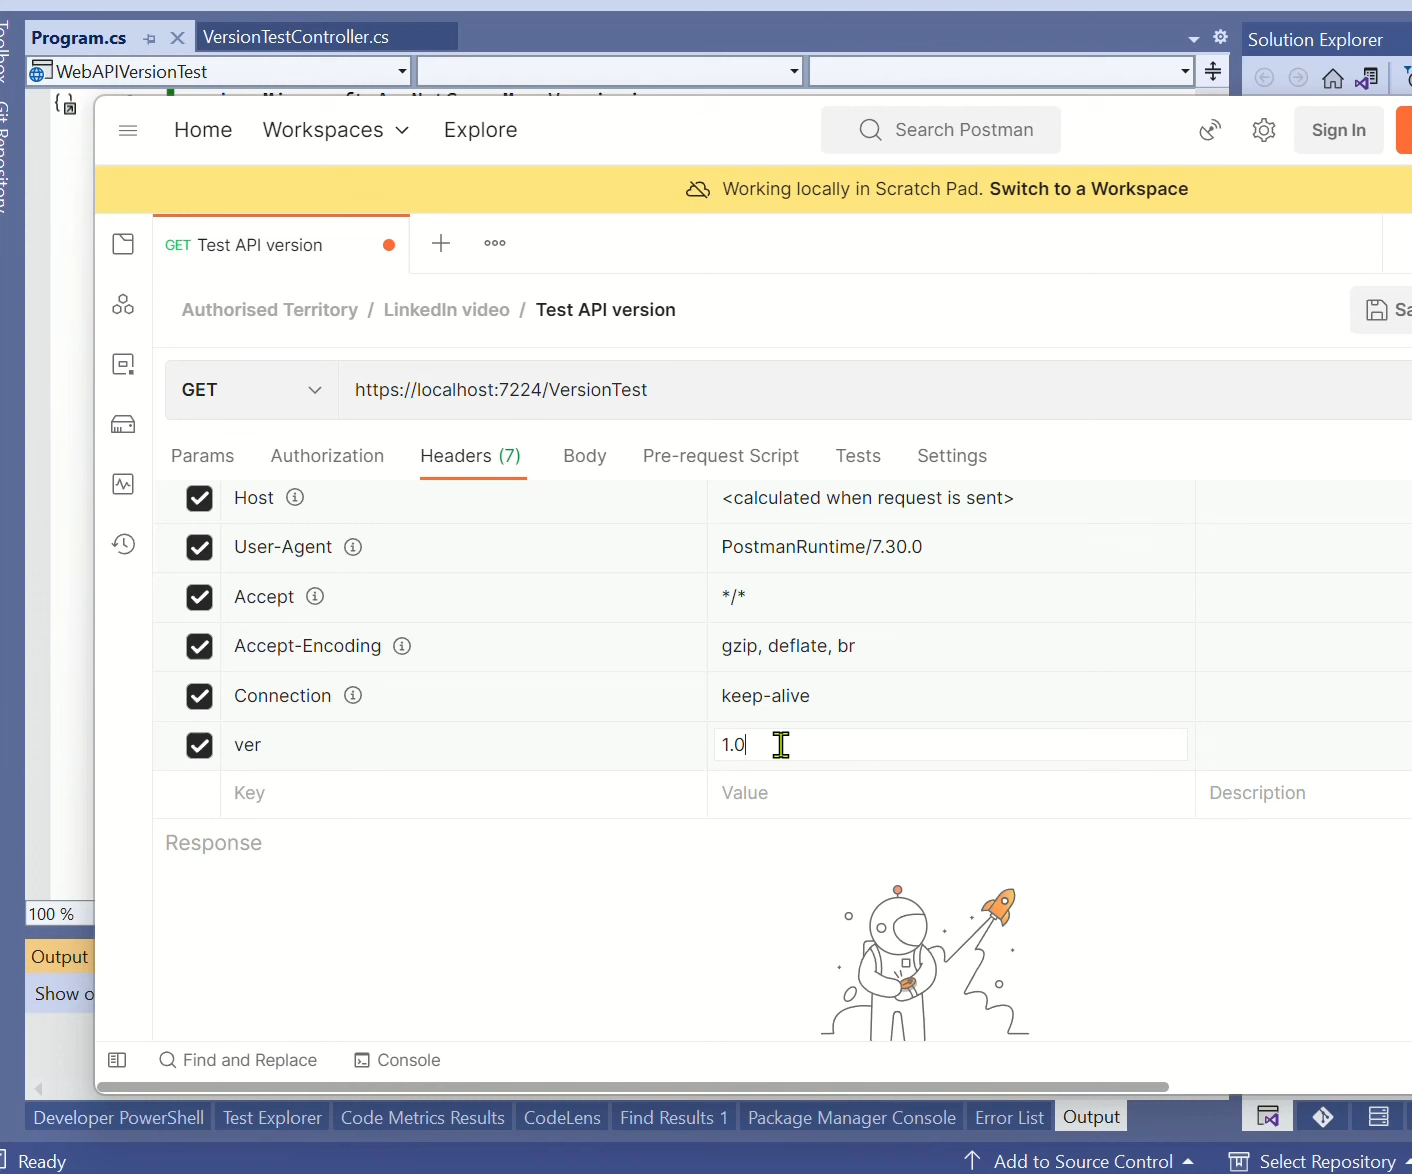 Toolbox
Git Repository
Program.cs
VersionTestController.cs
Solution Explorer
WebAPIVersionTest
Home
Workspaces
Explore
Search Postman
Sign In
Working locally in Scratch Pad. Switch to a Workspace
GET Test API version
Authorised Territory / LinkedIn video / Test API version
Sa
GET
https://localhost:7224/VersionTest
Params
Authorization
Headers (7)
Body
Pre-request Script
Tests
Settings
Host
<calculated when request is sent>
User-Agent
PostmanRuntime/7.30.0
Accept
*/*
Accept-Encoding
gzip, deflate, br
Connection
keep-alive
ver
1.0
Key
Value
Description
Response
100 %
Output
Show o
Find and Replace
Console
Developer PowerShell
Test Explorer
Code Metrics Results
CodeLens
Find Results 1
Package Manager Console
Error List
Output
Ready
Add to Source Control
Select Repository